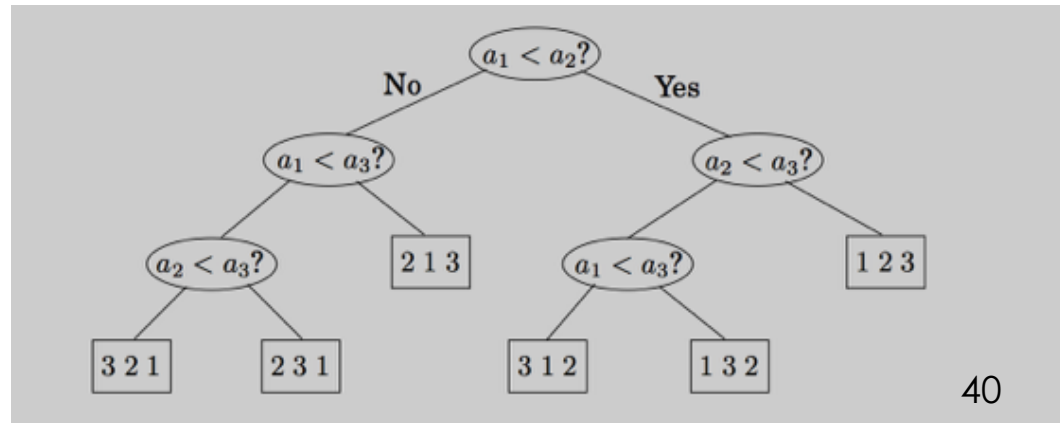 a₁ < a₂?
No Yes
a₁ < a₃? a₂ < a₃?
a₂ < a₃? 2 1 3 a₁ < a₃? 1 2 3
3 2 1 2 3 1 3 1 2 1 3 2
40